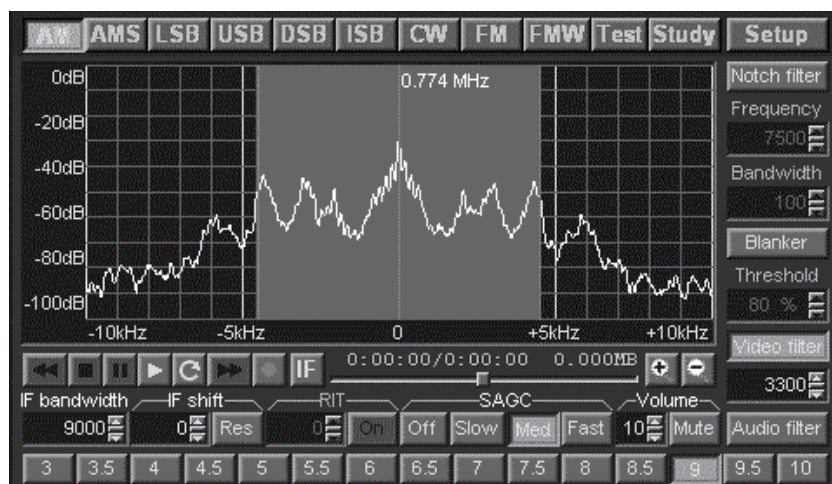 AM AMS LSB USB DSB ISB CW FM FMW Test Study Setup
0dB 0.774 MHz Notch filter
Frequency
-20dB 7500
-40dB Bandwidth
-60dB 100
Blanker
-80dB Threshold
-100dB 80 %
-10kHz -5kHz 0 +5kHz +10kHz
Video filter
IF 0:00:00/0:00:00 0.000MB
3300
IF bandwidth IF shift RIT SAGC Volume
9000 0 Res 0 On Off Slow Med Fast 10 Mute Audio filter
3 3.5 4 4.5 5 5.5 6 6.5 7 7.5 8 8.5 9 9.5 10